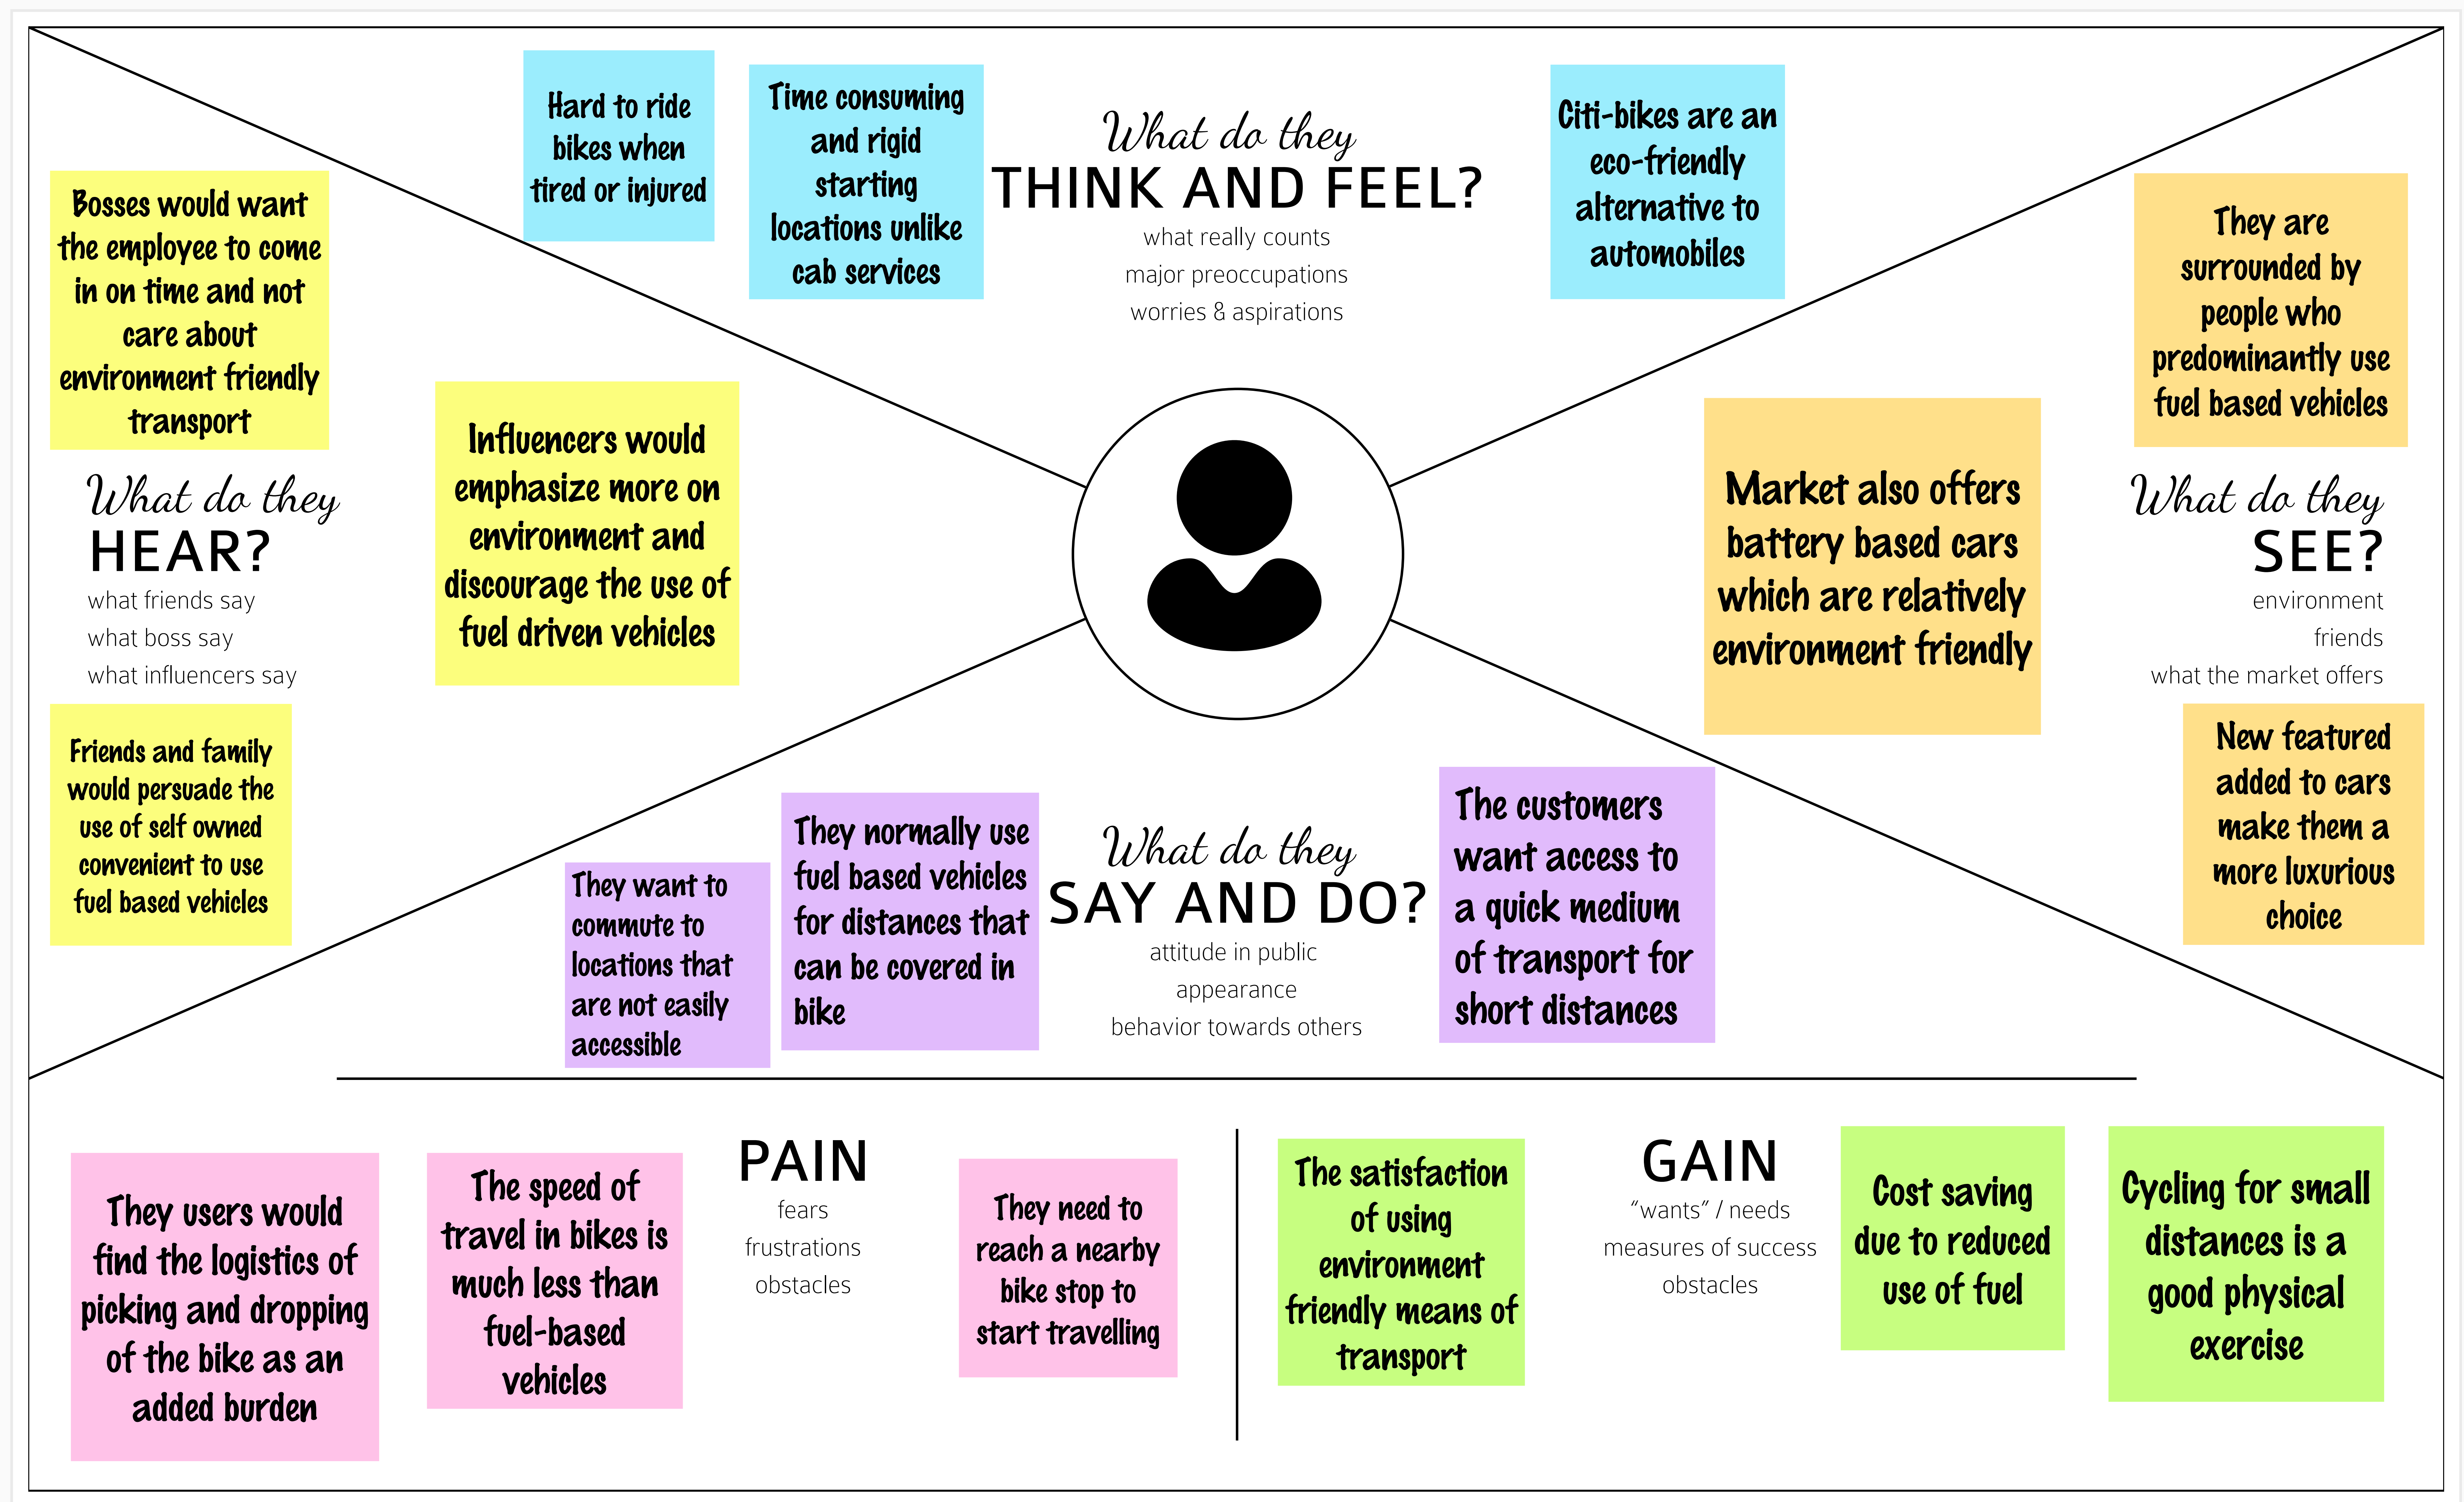 Hard to ride
bikes when
tired or injured
Time consuming
and rigid
starting
locations unlike
cab services
What do they
THINK AND FEEL?
what really counts
major preoccupations
worries & aspirations
Citi-bikes are an
eco-friendly
alternative to
automobiles
Bosses would want
the employee to come
in on time and not
care about
environment friendly
transport
What do they
HEAR?
what friends say
what boss say
what influencers say
Influencers would
emphasize more on
environment and
discourage the use of
fuel driven vehicles
Friends and family
would persuade the
use of self owned
convenient to use
fuel based vehicles
They are
surrounded by
people who
predominantly use
fuel based vehicles
Market also offers
battery based cars
which are relatively
environment friendly
What do they
SEE?
environment
friends
what the market offers
New featured
added to cars
make them a
more luxurious
choice
They want to
commute to
locations that
are not easily
accessible
They normally use
fuel based vehicles
for distances that
can be covered in
bike
What do they
SAY AND DO?
attitude in public
appearance
behavior towards others
The customers
want access to
a quick medium
of transport for
short distances
They users would
find the logistics of
picking and dropping
of the bike as an
added burden
The speed of
travel in bikes is
much less than
fuel-based
vehicles
PAIN
fears
frustrations
obstacles
They need to
reach a nearby
bike stop to
start travelling
The satisfaction
of using
environment
friendly means of
transport
GAIN
“wants” / needs
measures of success
obstacles
Cost saving
due to reduced
use of fuel
Cycling for small
distances is a
good physical
exercise